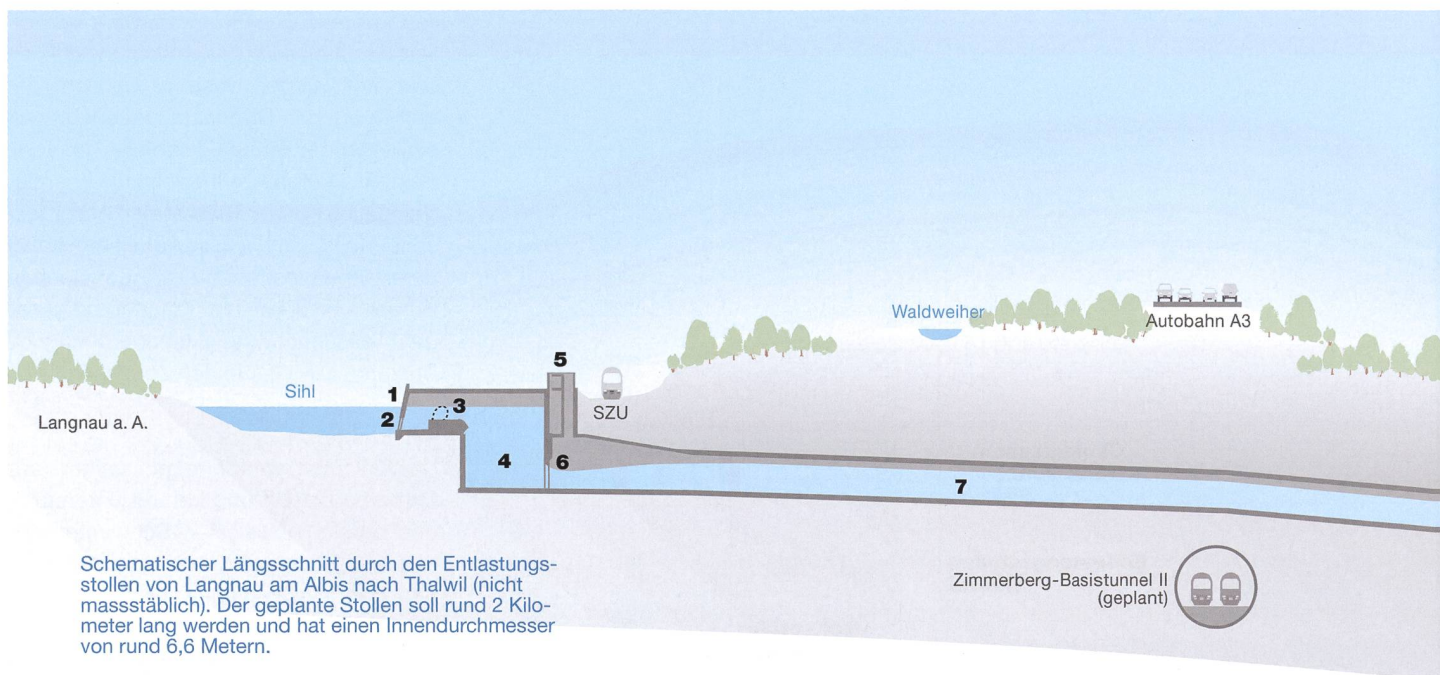 Waldweiher
Autobahn A3
5
Sihl
1
3
SZU
2
Langnau a. A.
4
6
7
Schematischer Längsschnitt durch den Entlastungs-
stollen von Langnau am Albis nach Thalwil (nicht
massstäblich). Der geplante Stollen soll rund 2 Kilo-
meter lang werden und hat einen Innendurchmesser
von rund 6,6 Metern.
Zimmerberg-Basistunnel II
(geplant)